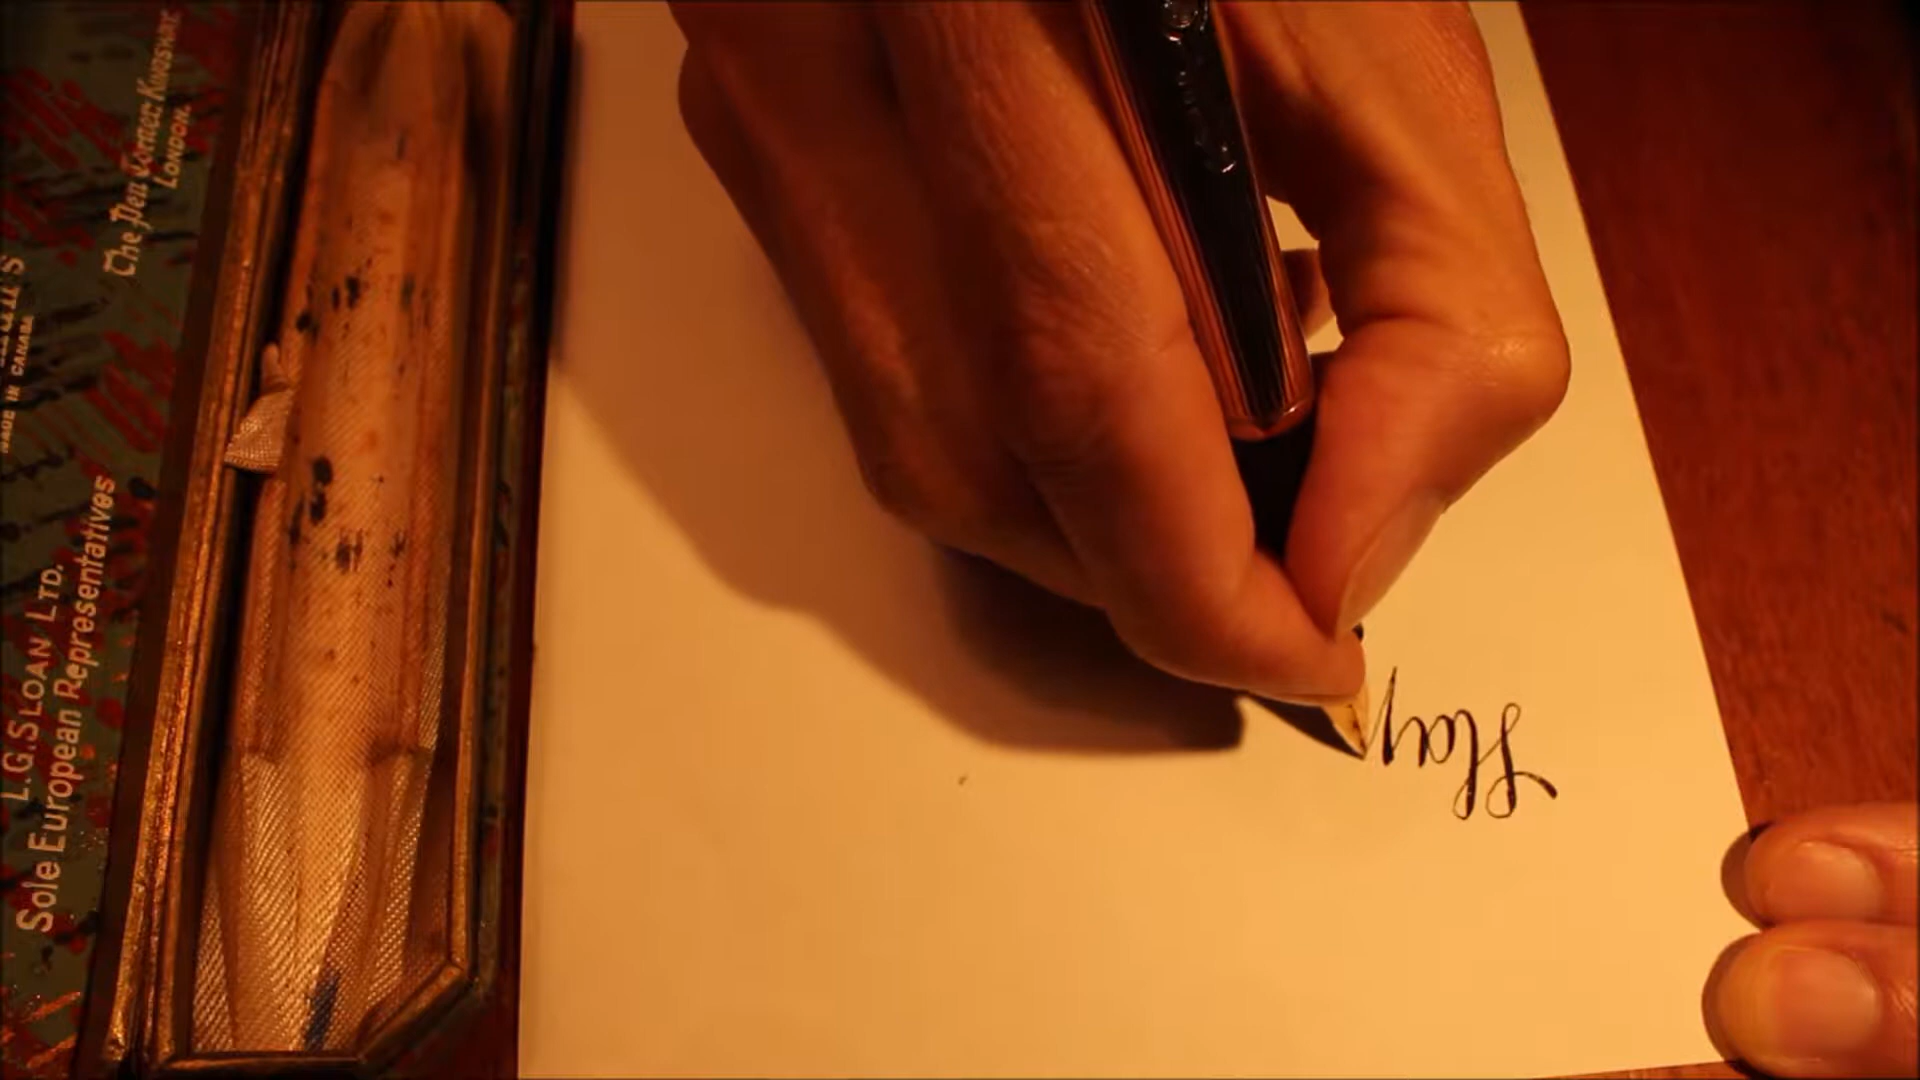 MADE IN CANADA
L.G.SLOAN LTD.
Sole European Representatives
The Pen Corner. KINGSWAY,
LONDON.